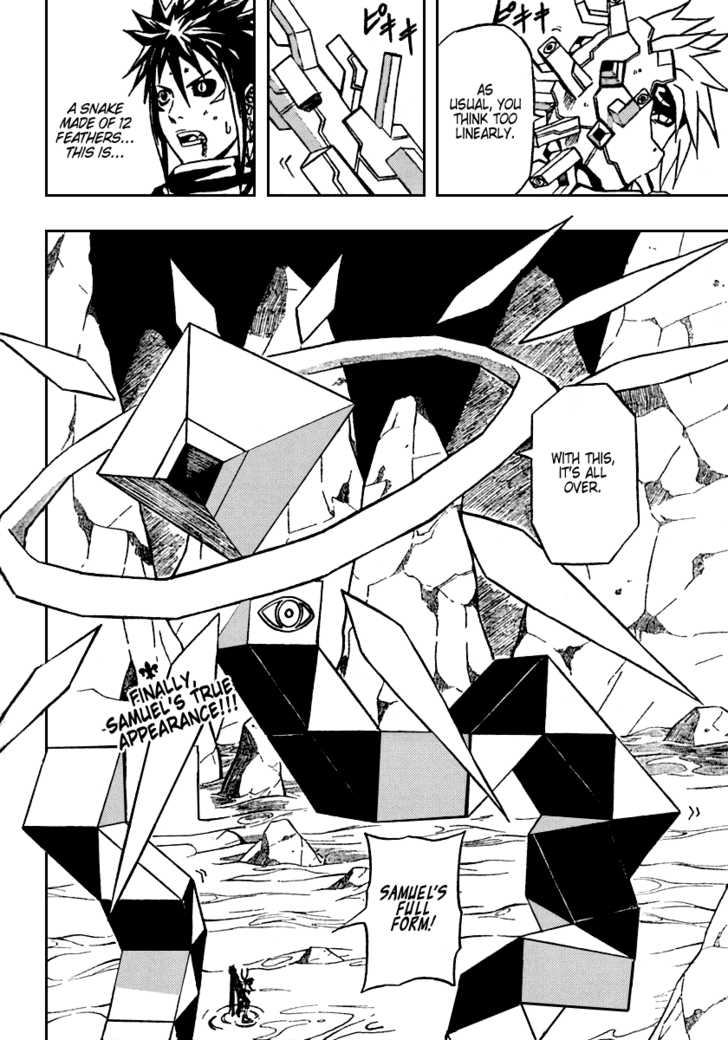 AS
USUAL, YOU
THINK TOO
LINEARLY.
ピキキ
ピキキ
A SNAKE
MADE OF 12
FEATHERS...
THIS IS...
WITH THIS,
IT'S ALL
OVER.
FINALLY,
SAMUEL'S TRUE
APPEARANCE!!!
SAMUEL'S
FULL
FORM!